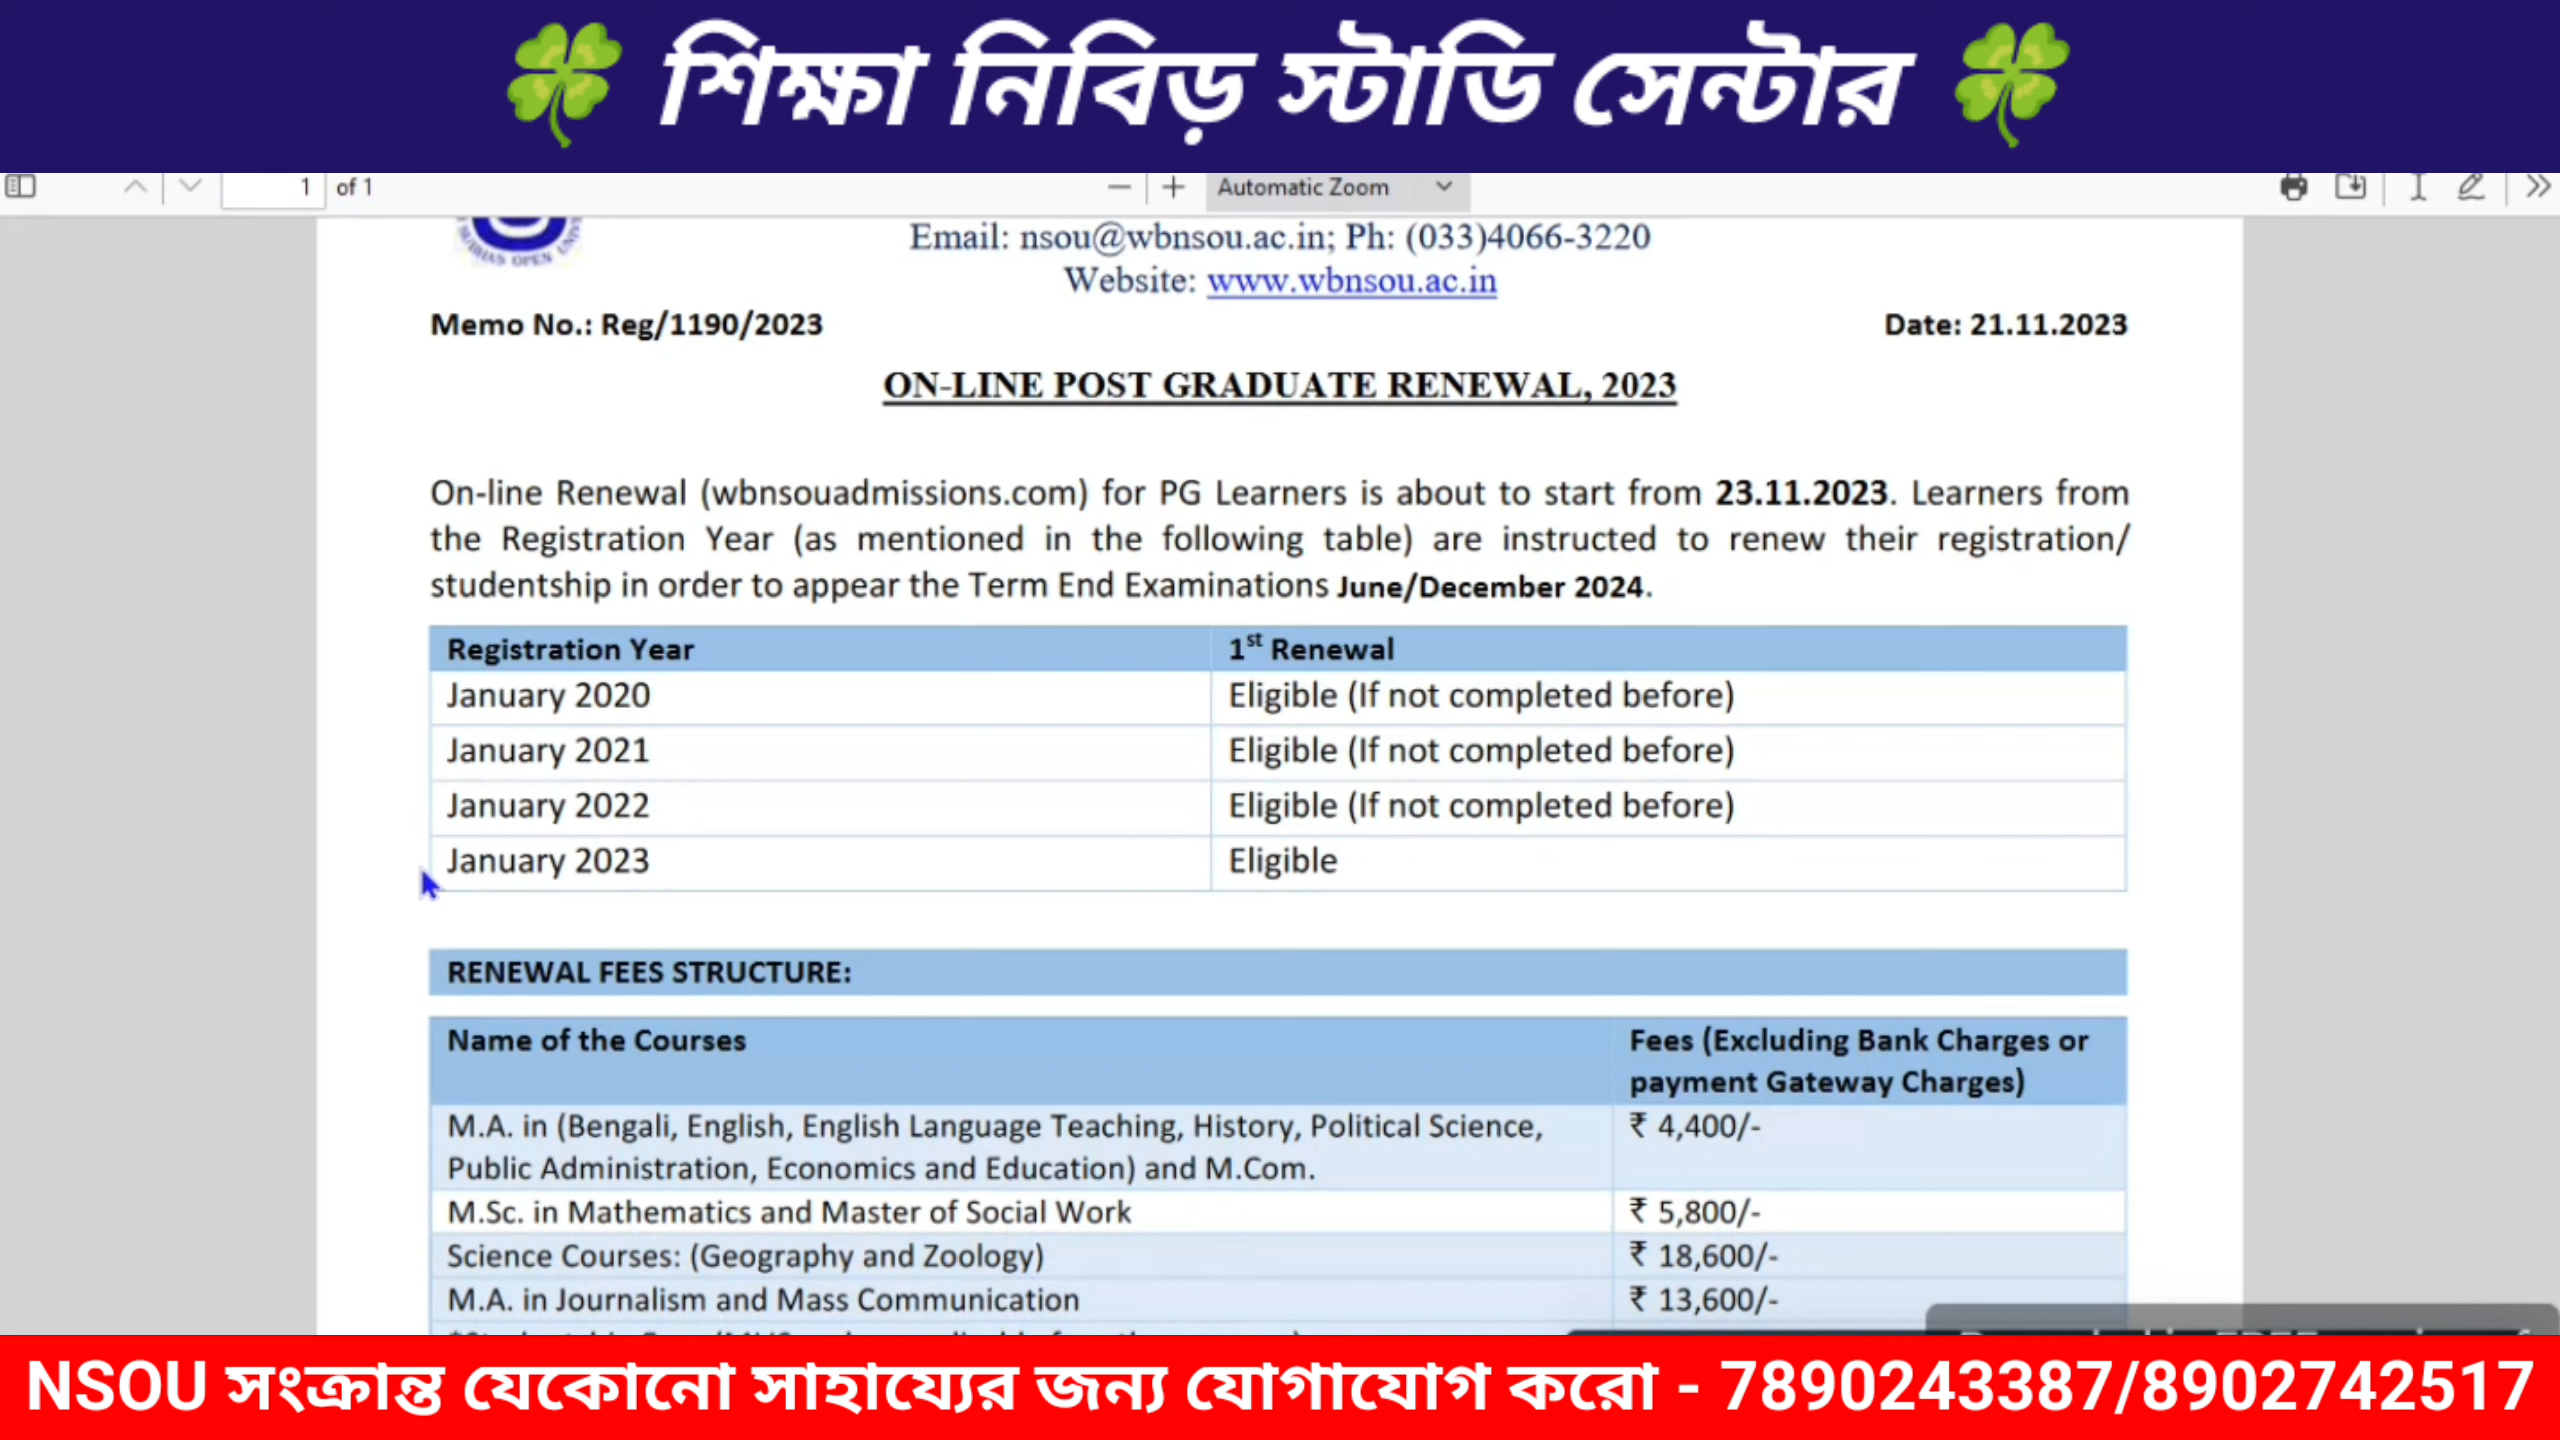 শিক্ষা নিবিড় স্টাডি সেন্টার
1 of 1
Automatic Zoom
SUBHAS OPEN
Email: nsou@wbnsou.ac.in; Ph: (033)4066-3220
Website: www.wbnsou.ac.in
Memo No.: Reg/1190/2023 Date: 21.11.2023
ON-LINE POST GRADUATE RENEWAL, 2023
On-line Renewal (wbnsouadmissions.com) for PG Learners is about to start from 23.11.2023. Learners from
the Registration Year (as mentioned in the following table) are instructed to renew their registration/
studentship in order to appear the Term End Examinations June/December 2024.
Registration Year 1st Renewal
January 2020 Eligible (If not completed before)
January 2021 Eligible (If not completed before)
January 2022 Eligible (If not completed before)
January 2023 Eligible
RENEWAL FEES STRUCTURE:
Name of the Courses Fees (Excluding Bank Charges or
payment Gateway Charges)
M.A. in (Bengali, English, English Language Teaching, History, Political Science, ₹ 4,400/-
Public Administration, Economics and Education) and M.Com.
M.Sc. in Mathematics and Master of Social Work ₹ 5,800/-
Science Courses: (Geography and Zoology) ₹ 18,600/-
M.A. in Journalism and Mass Communication ₹ 13,600/-
NSOU সংক্রান্ত যেকোনো সাহায্যের জন্য যোগাযোগ করো - 7890243387/8902742517